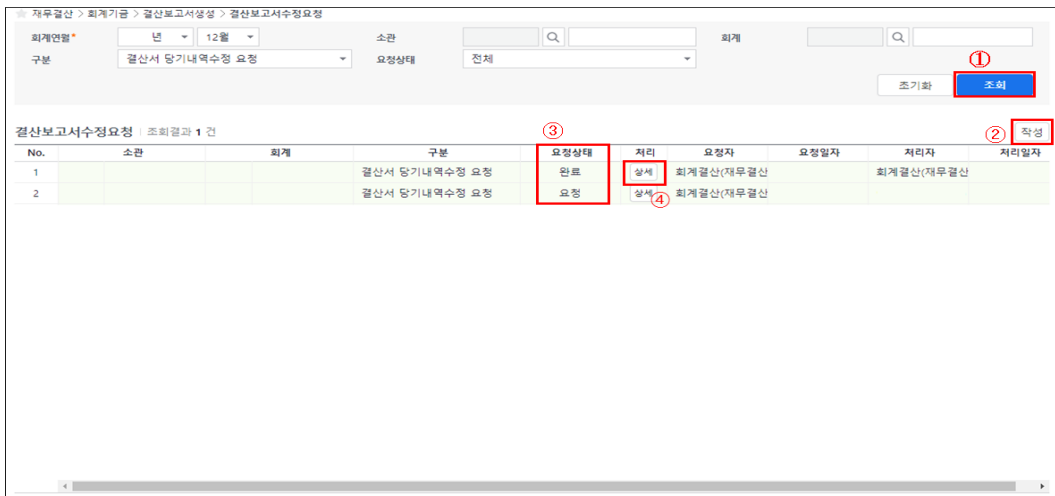 재무결산 > 회계기금 > 결산보고서생성 > 결산보고서수정요청
회계연월* 년 12월 소관 회계
구분 결산서 당기내역수정 요청 요청상태 전체 ①
초기화 조회
결산보고서수정요청 조회결과 1 건 ③ ② 작성
No. 소관 회계 구분 요청상태 처리 요청자 요청일자 처리자 처리일자
1 결산서 당기내역수정 요청 완료 상세 회계결산(재무결산 회계결산(재무결산
2 결산서 당기내역수정 요청 요청 상세 ④ 회계결산(재무결산